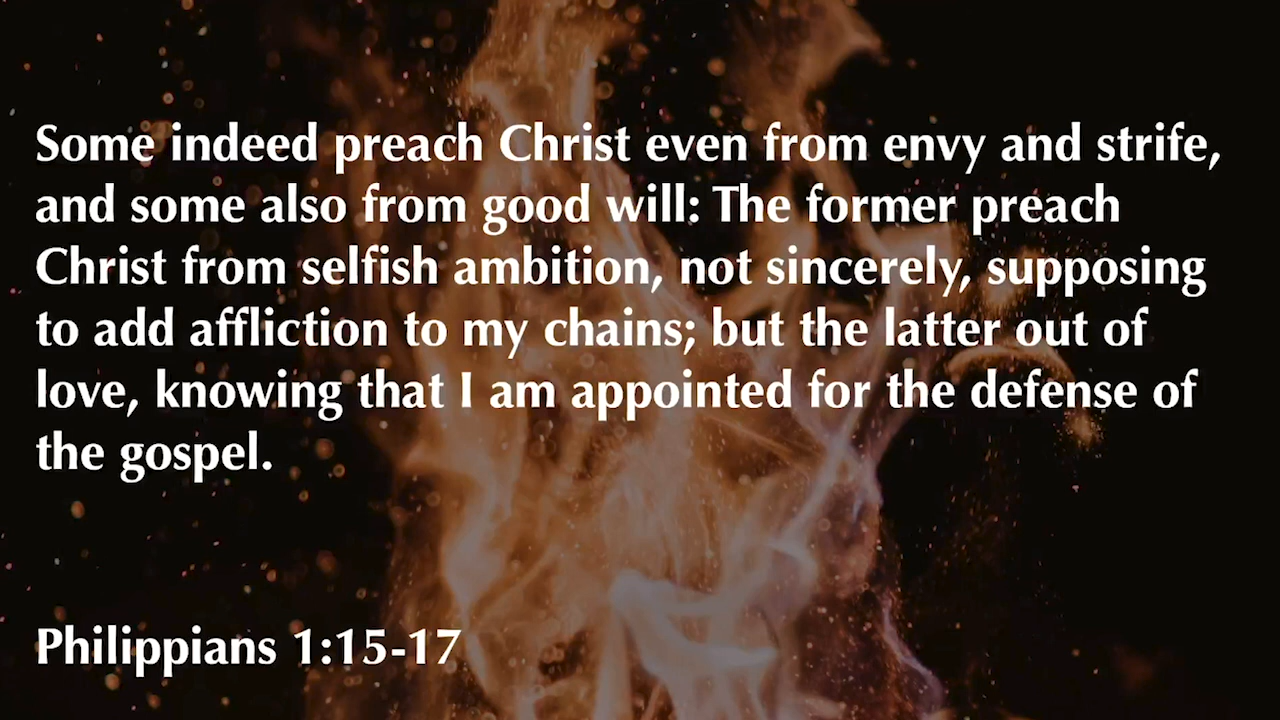 Some indeed preach Christ even from envy and strife,
and some also from good will: The former preach
Christ from selfish ambition, not sincerely, supposing
to add affliction to my chains; but the latter out of
love, knowing that I am appointed for the defense of
the gospel.
Philippians 1:15-17